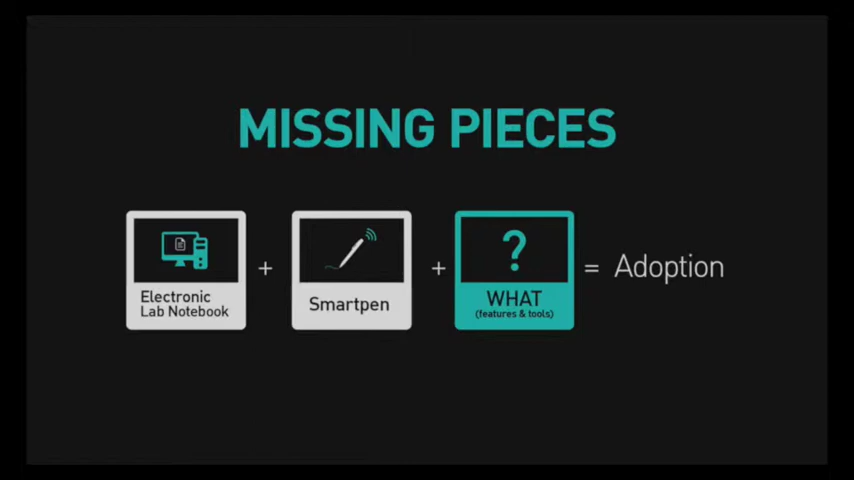 MISSING PIECES
Electronic
Lab Notebook
+
Smartpen
+
?
WHAT
(features & tools)
= Adoption